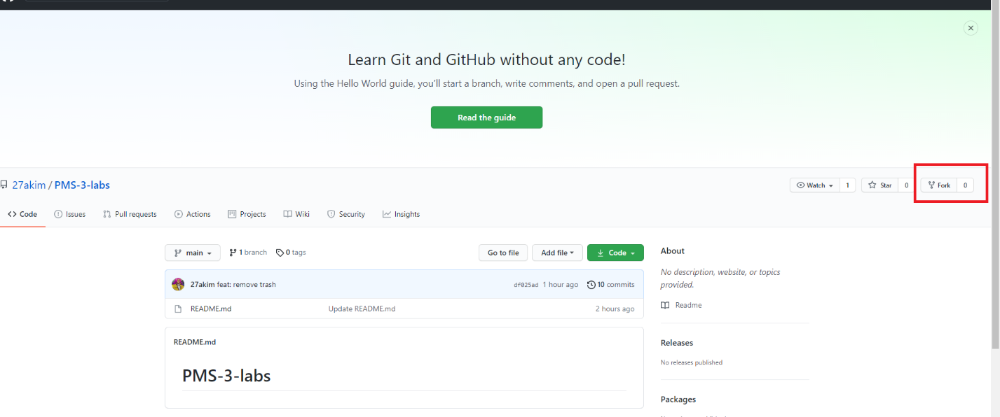 Learn Git and GitHub without any code!
Using the Hello World guide, you’ll start a branch, write comments, and open a pull request.
Read the guide
27akim / PMS-3-labs
Watch 1 Star 0 Fork 0
Code Issues Pull requests Actions Projects Wiki Security Insights
main 1 branch 0 tags Go to file Add file Code
27akim feat: remove trash df025ad 1 hour ago 10 commits
README.md Update README.md 2 hours ago
README.md
PMS-3-labs
About
No description, website, or topics
provided.
Readme
Releases
No releases published
Packages